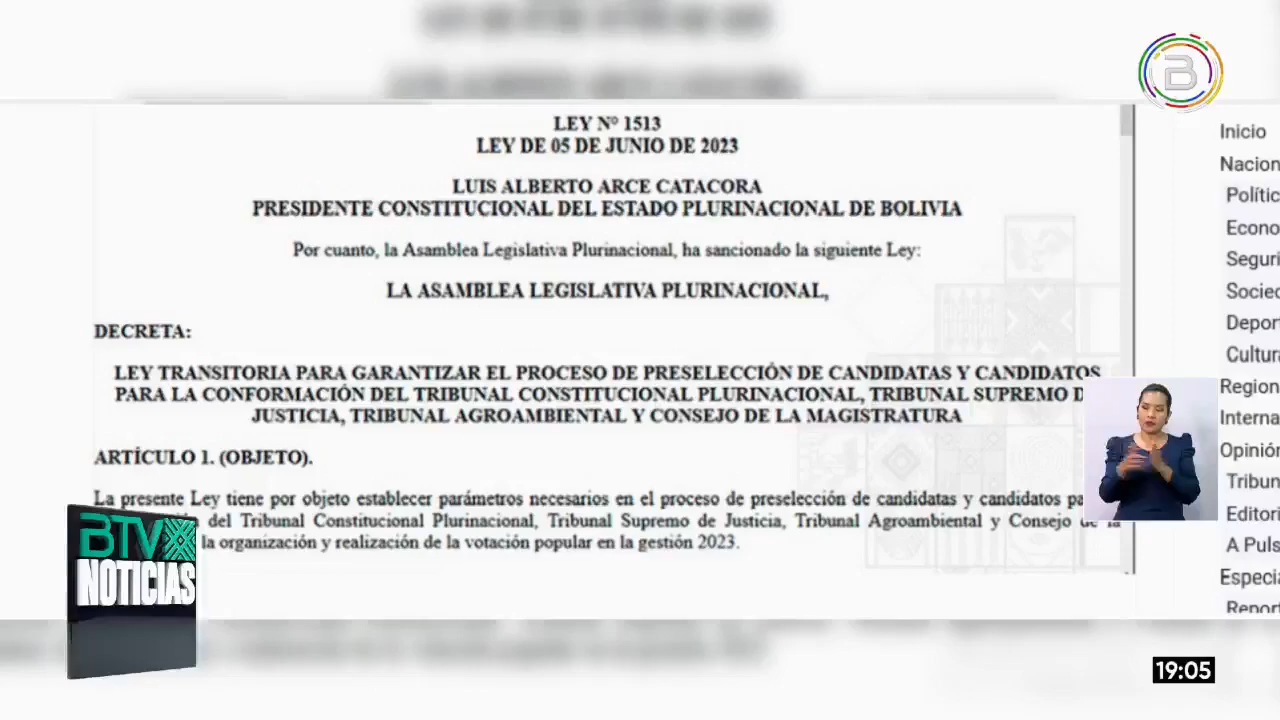 B
LEY Nº 1513
LEY DE 05 DE JUNIO DE 2023
LUIS ALBERTO ARCE CATACORA
PRESIDENTE CONSTITUCIONAL DEL ESTADO PLURINACIONAL DE BOLIVIA
Por cuanto, la Asamblea Legislativa Plurinacional, ha sancionado la siguiente Ley:
LA ASAMBLEA LEGISLATIVA PLURINACIONAL,
DECRETA:
LEY TRANSITORIA PARA GARANTIZAR EL PROCESO DE PRESELECCIÓN DE CANDIDATAS Y CANDIDATOS
PARA LA CONFORMACIÓN DEL TRIBUNAL CONSTITUCIONAL PLURINACIONAL, TRIBUNAL SUPREMO D
JUSTICIA, TRIBUNAL AGROAMBIENTAL Y CONSEJO DE LA MAGISTRATURA
ARTÍCULO 1. (OBJETO).
La presente Ley tiene por objeto establecer parámetros necesarios en el proceso de preselección de candidatas y candidatos pa
del Tribunal Constitucional Plurinacional, Tribunal Supremo de Justicia, Tribunal Agroambiental y Consejo de la
la organización y realización de la votación popular en la gestión 2023.
Inicio
Nacion
Polític
Econo
Seguri
Socied
Deport
Cultura
Region
Interna
Opinión
Tribun
Editori
A Puls
Especia
Report
BTV
NOTICIAS
19:05